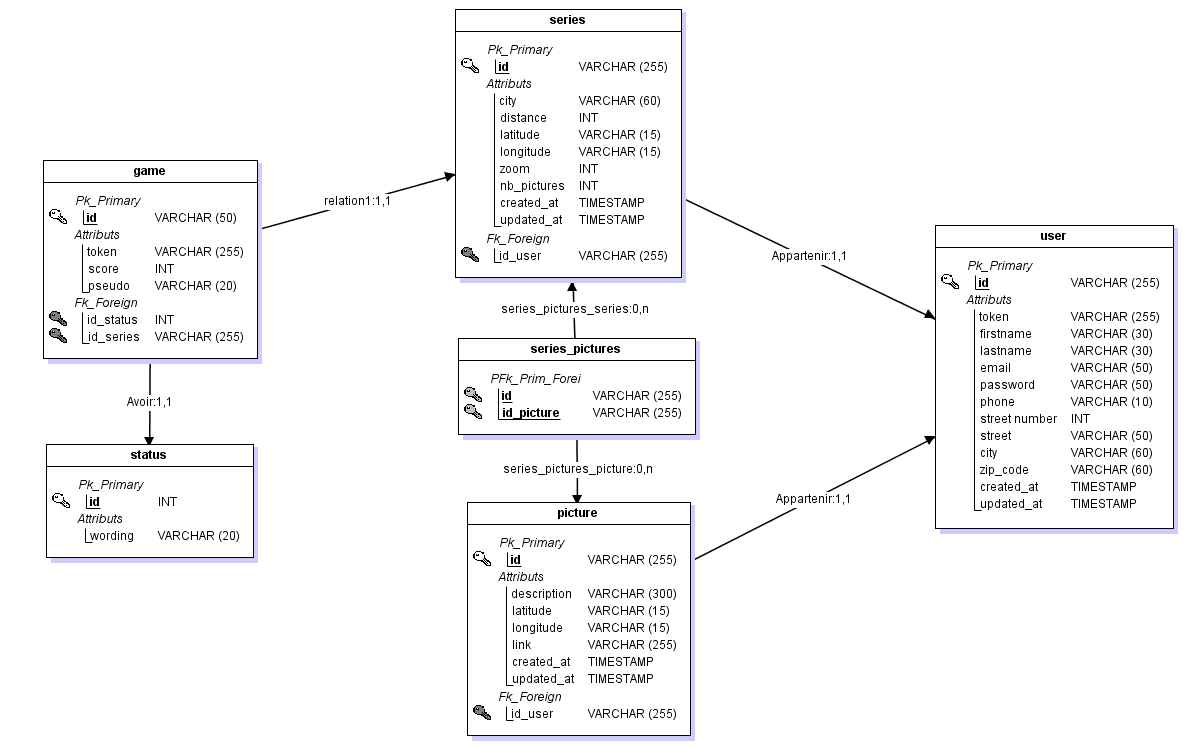 series
Pk_Primary
id VARCHAR (255)
Attributs
city VARCHAR (60)
distance INT
latitude VARCHAR (15)
longitude VARCHAR (15)
zoom INT
nb_pictures INT
created_at TIMESTAMP
updated_at TIMESTAMP
Fk_Foreign
id_user VARCHAR (255)
game
Pk_Primary
id VARCHAR (50)
Attributs
token VARCHAR (255)
score INT
pseudo VARCHAR (20)
Fk_Foreign
id_status INT
id_series VARCHAR (255)
relation1:1,1
Appartenir:1,1
user
Pk_Primary
id VARCHAR (255)
Attributs
token VARCHAR (255)
firstname VARCHAR (30)
lastname VARCHAR (30)
email VARCHAR (50)
password VARCHAR (50)
phone VARCHAR (10)
street number INT
street VARCHAR (50)
city VARCHAR (60)
zip_code VARCHAR (60)
created_at TIMESTAMP
updated_at TIMESTAMP
series_pictures_series:0,n
series_pictures
PFk_Prim_Forei
id VARCHAR (255)
id_picture VARCHAR (255)
Avoir:1,1
status
Pk_Primary
id INT
Attributs
wording VARCHAR (20)
series_pictures_picture:0,n
Appartenir:1,1
picture
Pk_Primary
id VARCHAR (255)
Attributs
description VARCHAR (300)
latitude VARCHAR (15)
longitude VARCHAR (15)
link VARCHAR (255)
created_at TIMESTAMP
updated_at TIMESTAMP
Fk_Foreign
id_user VARCHAR (255)